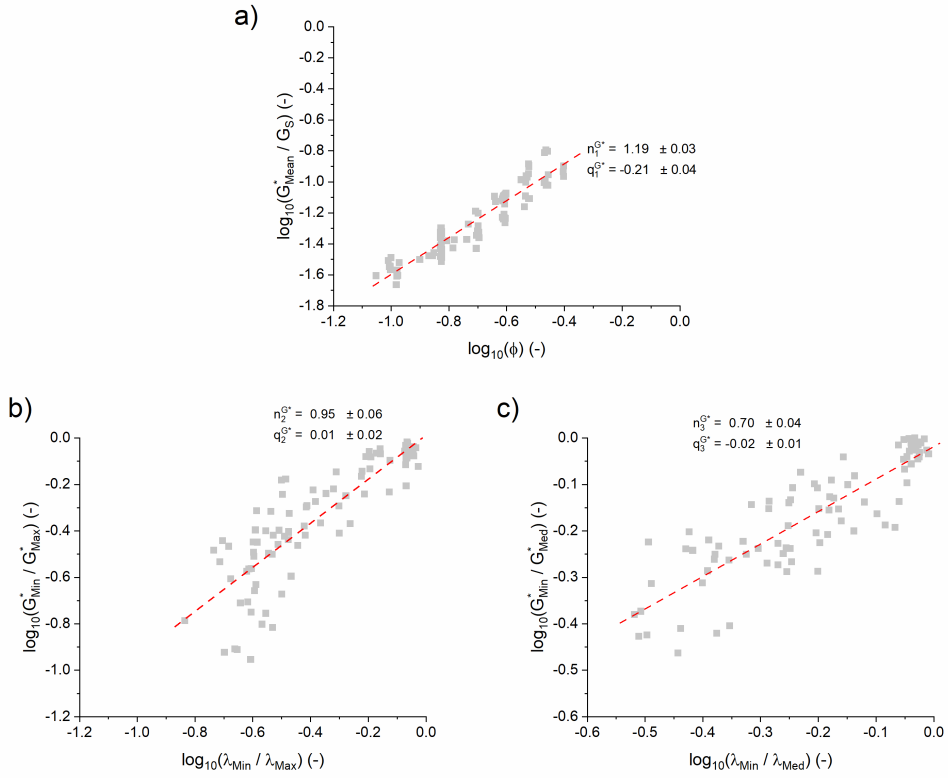 a)
0.0
-0.2
-0.4
-0.6
-0.8
-1.0
-1.2
-1.4
-1.6
-1.8
log₁₀(G*Mean / GS) (-)
n₁^G* = 1.19 ± 0.03
q₁^G* = -0.21 ± 0.04
-1.2 -1.0 -0.8 -0.6 -0.4 -0.2 0.0
log₁₀(ϕ) (-)
b)
n₂^G* = 0.95 ± 0.06
q₂^G* = 0.01 ± 0.02
0.0
-0.2
-0.4
-0.6
-0.8
-1.0
-1.2
log₁₀(G*Min / G*Max) (-)
-1.2 -1.0 -0.8 -0.6 -0.4 -0.2 0.0
log₁₀(λMin / λMax) (-)
c)
n₃^G* = 0.70 ± 0.04
q₃^G* = -0.02 ± 0.01
0.0
-0.1
-0.2
-0.3
-0.4
-0.5
-0.6
log₁₀(G*Min / G*Med) (-)
-0.6 -0.5 -0.4 -0.3 -0.2 -0.1 0.0
log₁₀(λMin / λMed) (-)